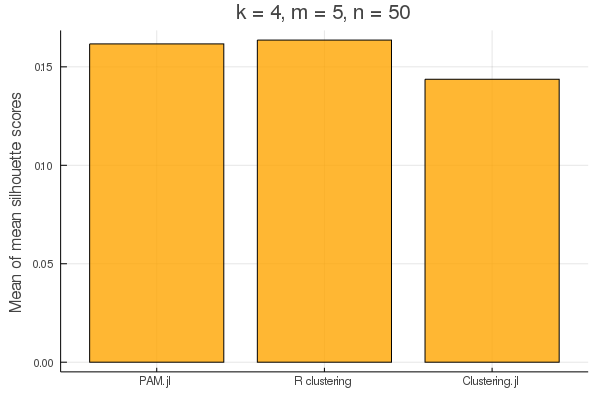 k = 4, m = 5, n = 50
Mean of mean silhouette scores
0.15
0.10
0.05
0.00
PAM.jl
R clustering
Clustering.jl